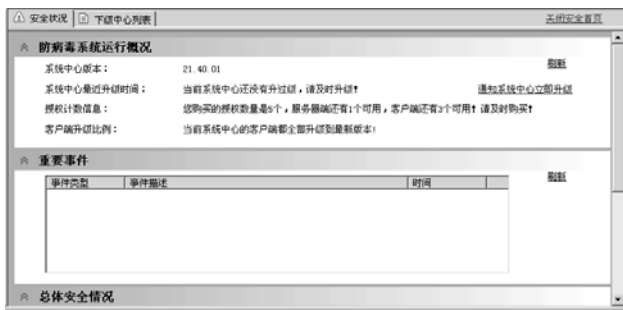 安全状况 下级中心列表 关闭安全首页
防病毒系统运行概况
系统中心版本： 21.40.01 刷新
系统中心最近升级时间： 当前系统中心还没有升过级，请及时升级! 通知系统中心立即升级
授权计数信息： 您购买的授权数量是5个，服务器端还有1个可用，客户端还有3个可用! 请及时购买!
客户端升级比例： 当前系统中心的客户端都全部升级到最新版本!
重要事件
事件类型 事件描述 时间 刷新
总体安全情况